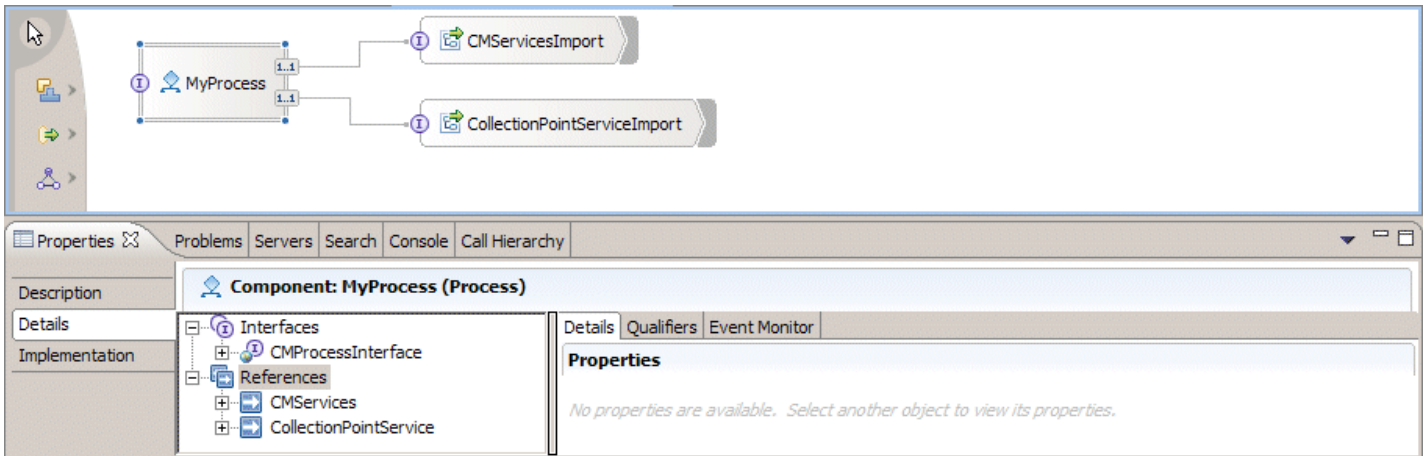 CMServicesImport
1..1
MyProcess
1..1
CollectionPointServiceImport
Properties Problems Servers Search Console Call Hierarchy
Description
Component: MyProcess (Process)
Details
Interfaces
Details Qualifiers Event Monitor
Implementation
CMProcessInterface
Properties
References
CMServices
No properties are available. Select another object to view its properties.
CollectionPointService